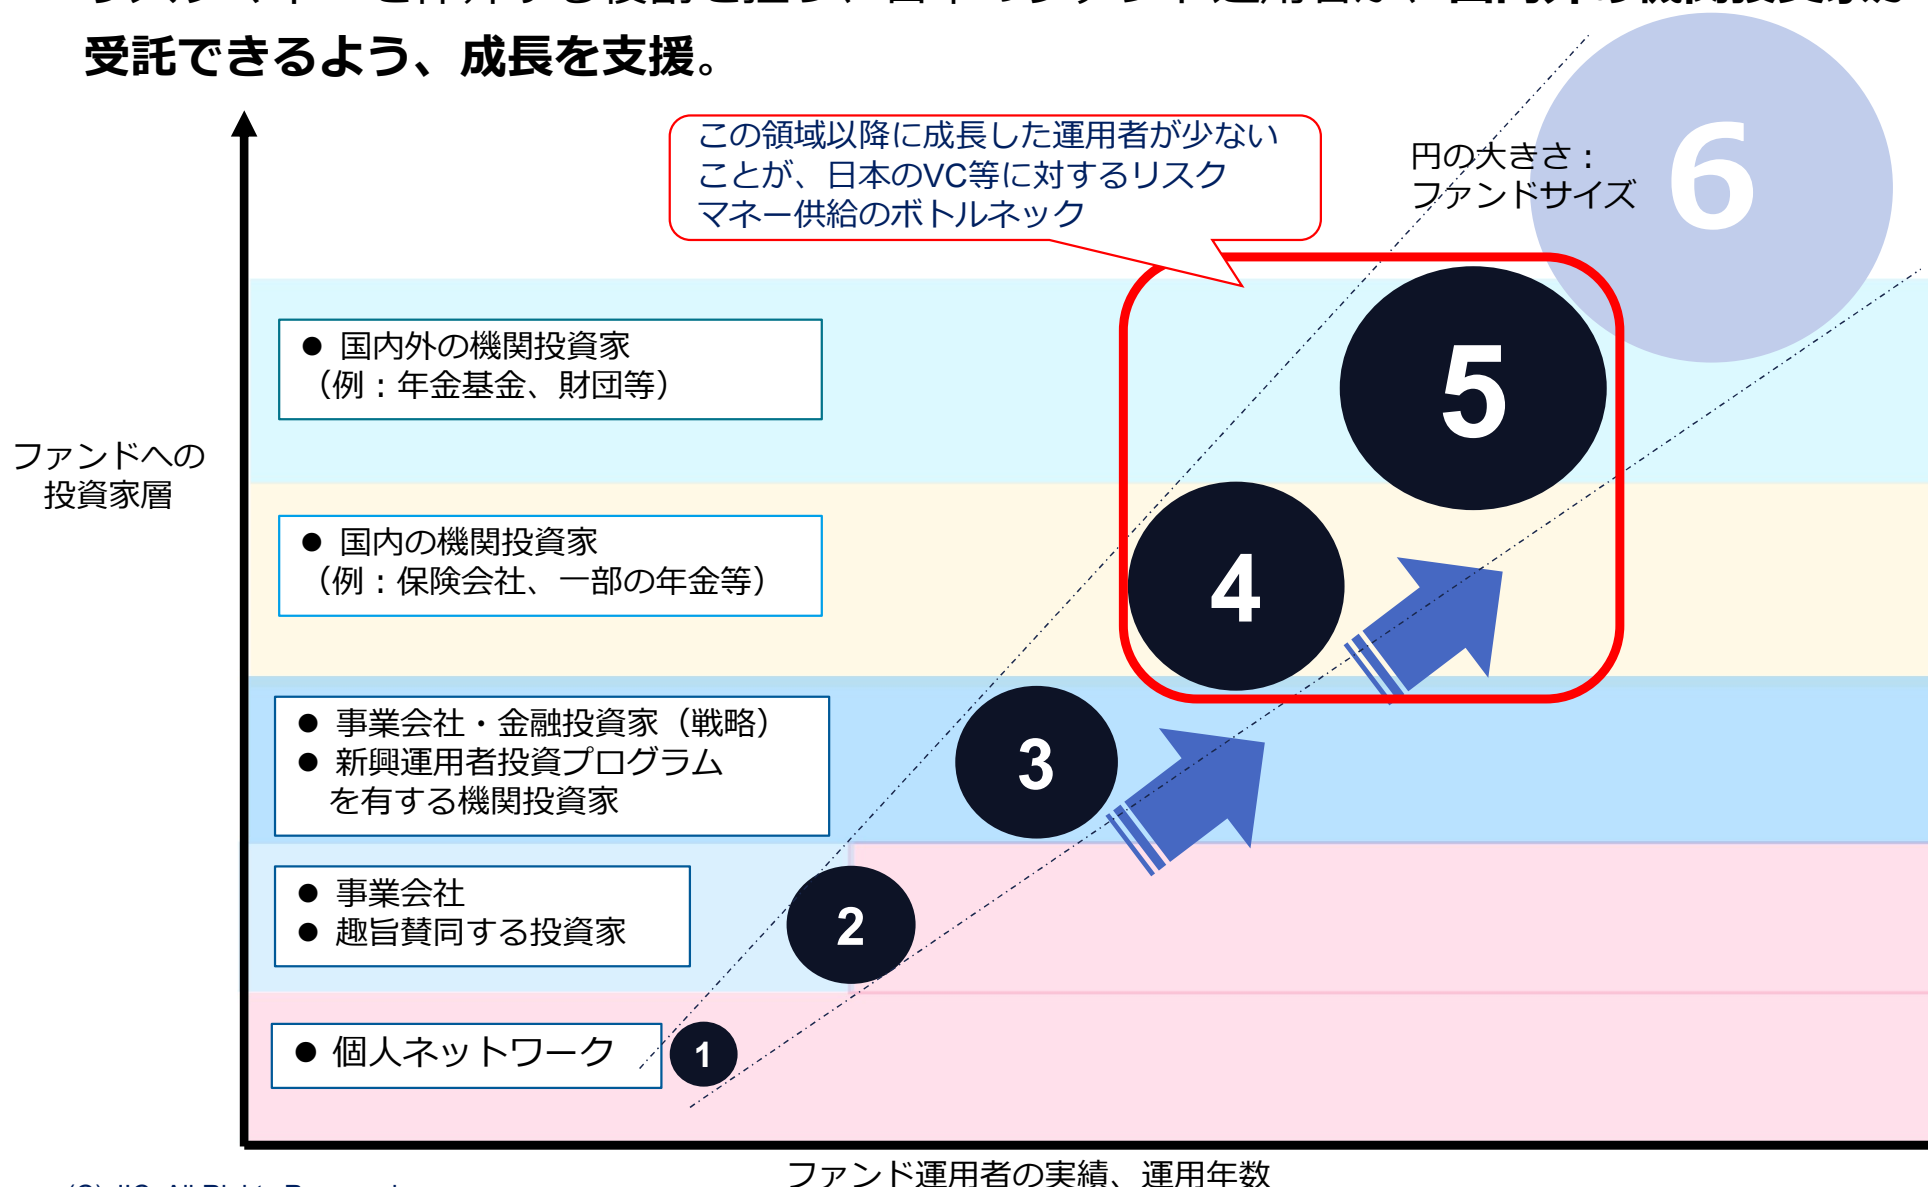 受託できるよう、成長を支援。
この領域以降に成長した運用者が少ない
ことが、日本のVC等に対するリスク
マネー供給のボトルネック
円の大きさ：
ファンドサイズ
6
● 国内外の機関投資家
（例：年金基金、財団等）
5
ファンドへの
投資家層
● 国内の機関投資家
（例：保険会社、一部の年金等）
4
● 事業会社・金融投資家（戦略）
● 新興運用者投資プログラム
を有する機関投資家
3
● 事業会社
● 趣旨賛同する投資家
2
● 個人ネットワーク
1
ファンド運用者の実績、運用年数